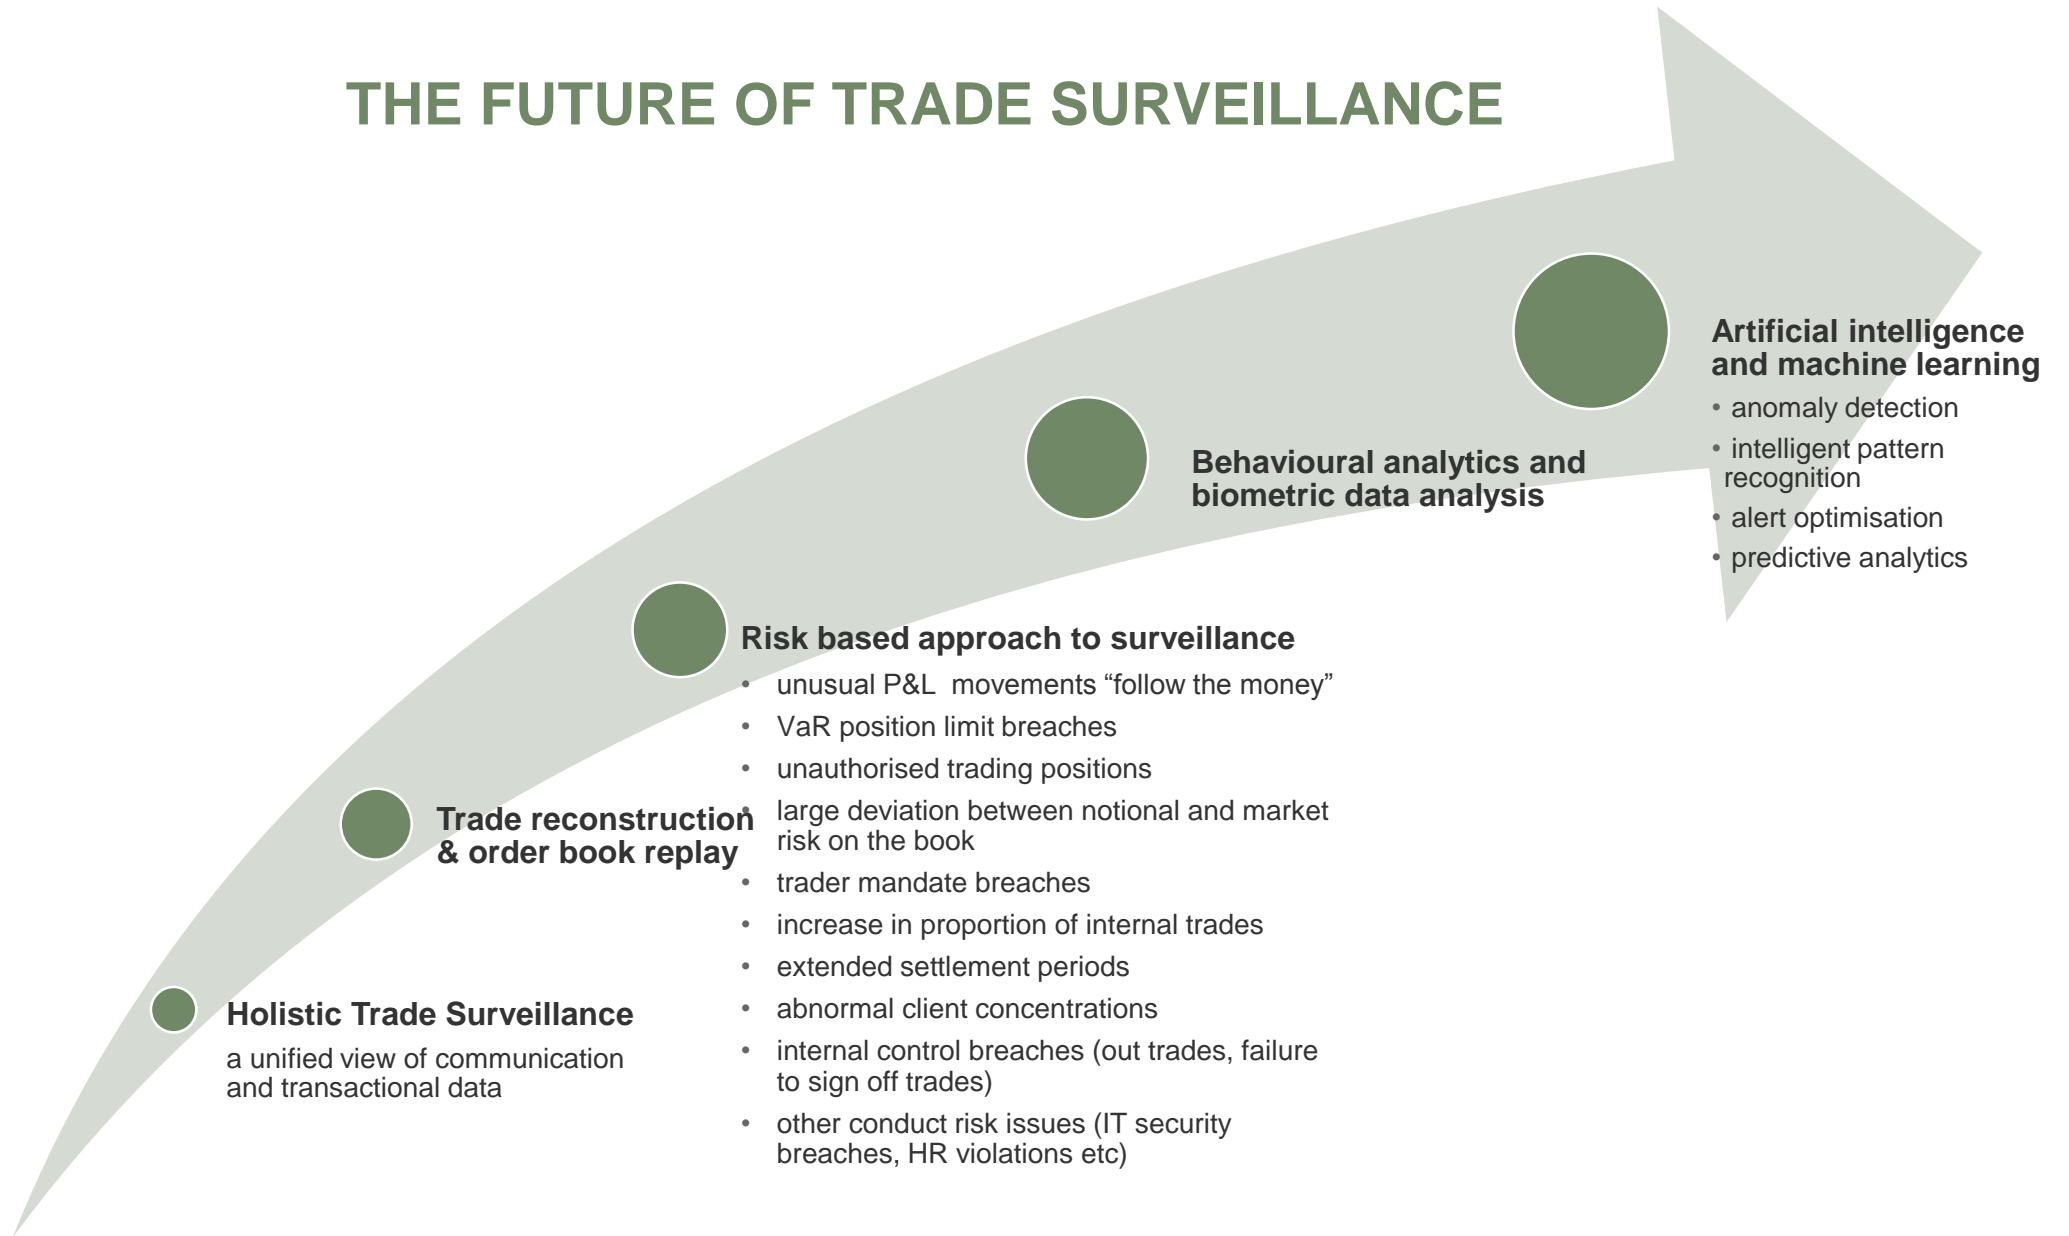 THE FUTURE OF TRADE SURVEILLANCE
Holistic Trade Surveillance
a unified view of communication
and transactional data
Trade reconstruction
& order book replay
Risk based approach to surveillance
• unusual P&L  movements “follow the money”
• VaR position limit breaches
• unauthorised trading positions
• large deviation between notional and market
risk on the book
• trader mandate breaches
• increase in proportion of internal trades
• extended settlement periods
• abnormal client concentrations
• internal control breaches (out trades, failure
to sign off trades)
• other conduct risk issues (IT security
breaches, HR violations etc)
Behavioural analytics and
biometric data analysis
Artificial intelligence
and machine learning
• anomaly detection
• intelligent pattern
recognition
• alert optimisation
• predictive analytics